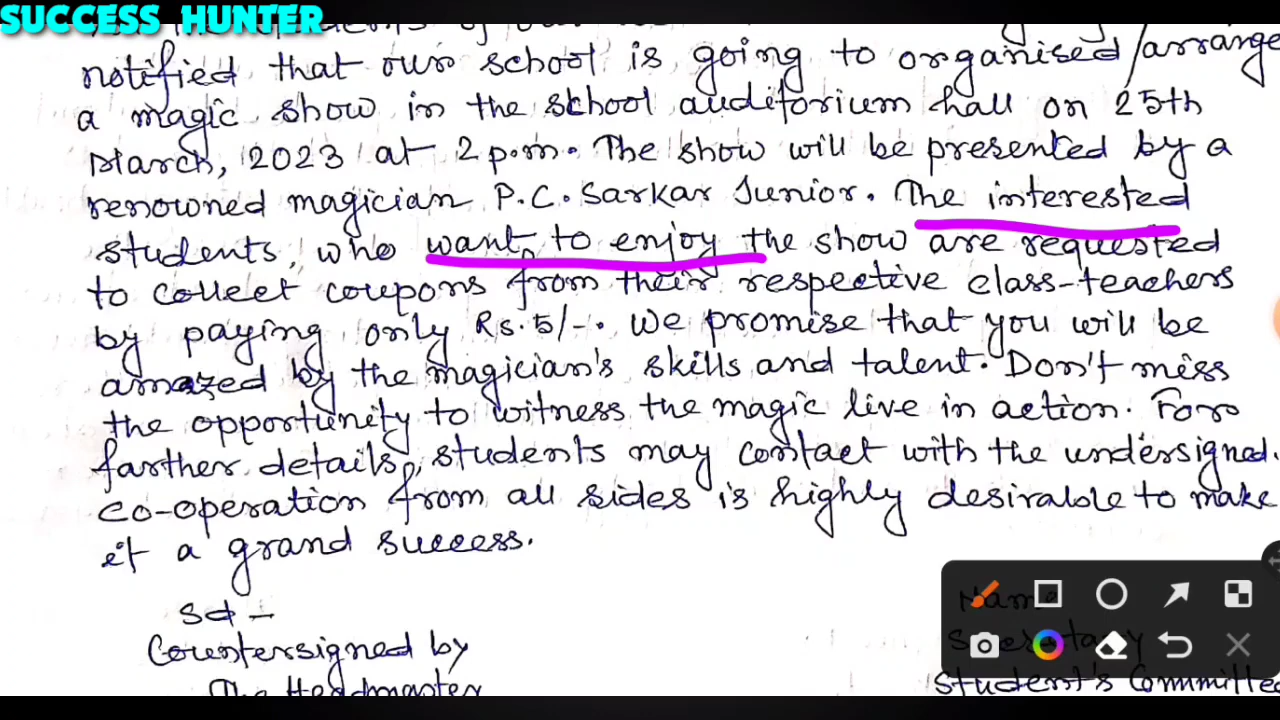 SUCCESS HUNTER
notified that our school is going to organised/arrange
a magic show in the school auditorium hall on 25th
March, 2023 at 2 p.m. The show will be presented by a
renowned magician P.C. Sarkar Junior. The interested
students, who want to enjoy the show are requested
to collect coupons from their respective class-teachers
by paying only Rs. 5/-. We promise that you will be
amazed by the magician's skills and talent. Don't miss
the opportunity to witness the magic live in action. For
farther details, students may contact with the undersigned.
co-operation from all sides is highly desirable to make
it a grand success.
Sd -
Name
Countersigned by
Secretary
The Headmaster
Student's Committee